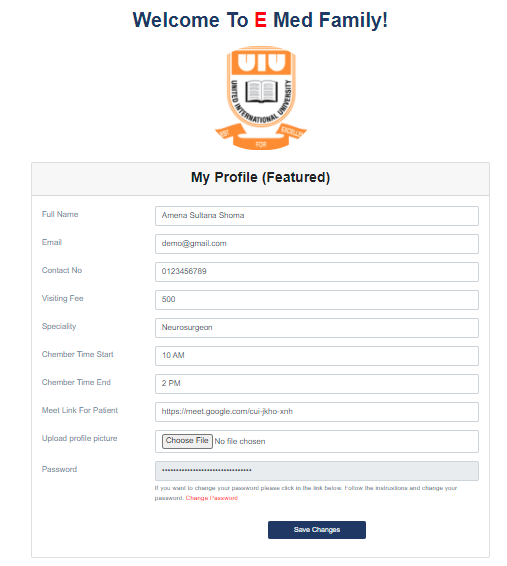 Welcome To E Med Family!
UIU
UNITED INTERNATIONAL UNIVERSITY
FOR
My Profile (Featured)
Full Name Amena Sultana Shoma
Email demo@gmail.com
Contact No 0123456789
Visiting Fee 500
Speciality Neurosurgeon
Chember Time Start 10 AM
Chember Time End 2 PM
Meet Link For Patient https://meet.google.com/cui-jkho-xnh
Upload profile picture Choose File No file chosen
Password ••••••••••••••••••••••••••••••••
If you want to change your password please click in the link below. Follow the instrustions and change your
password. Change Password
Save Changes